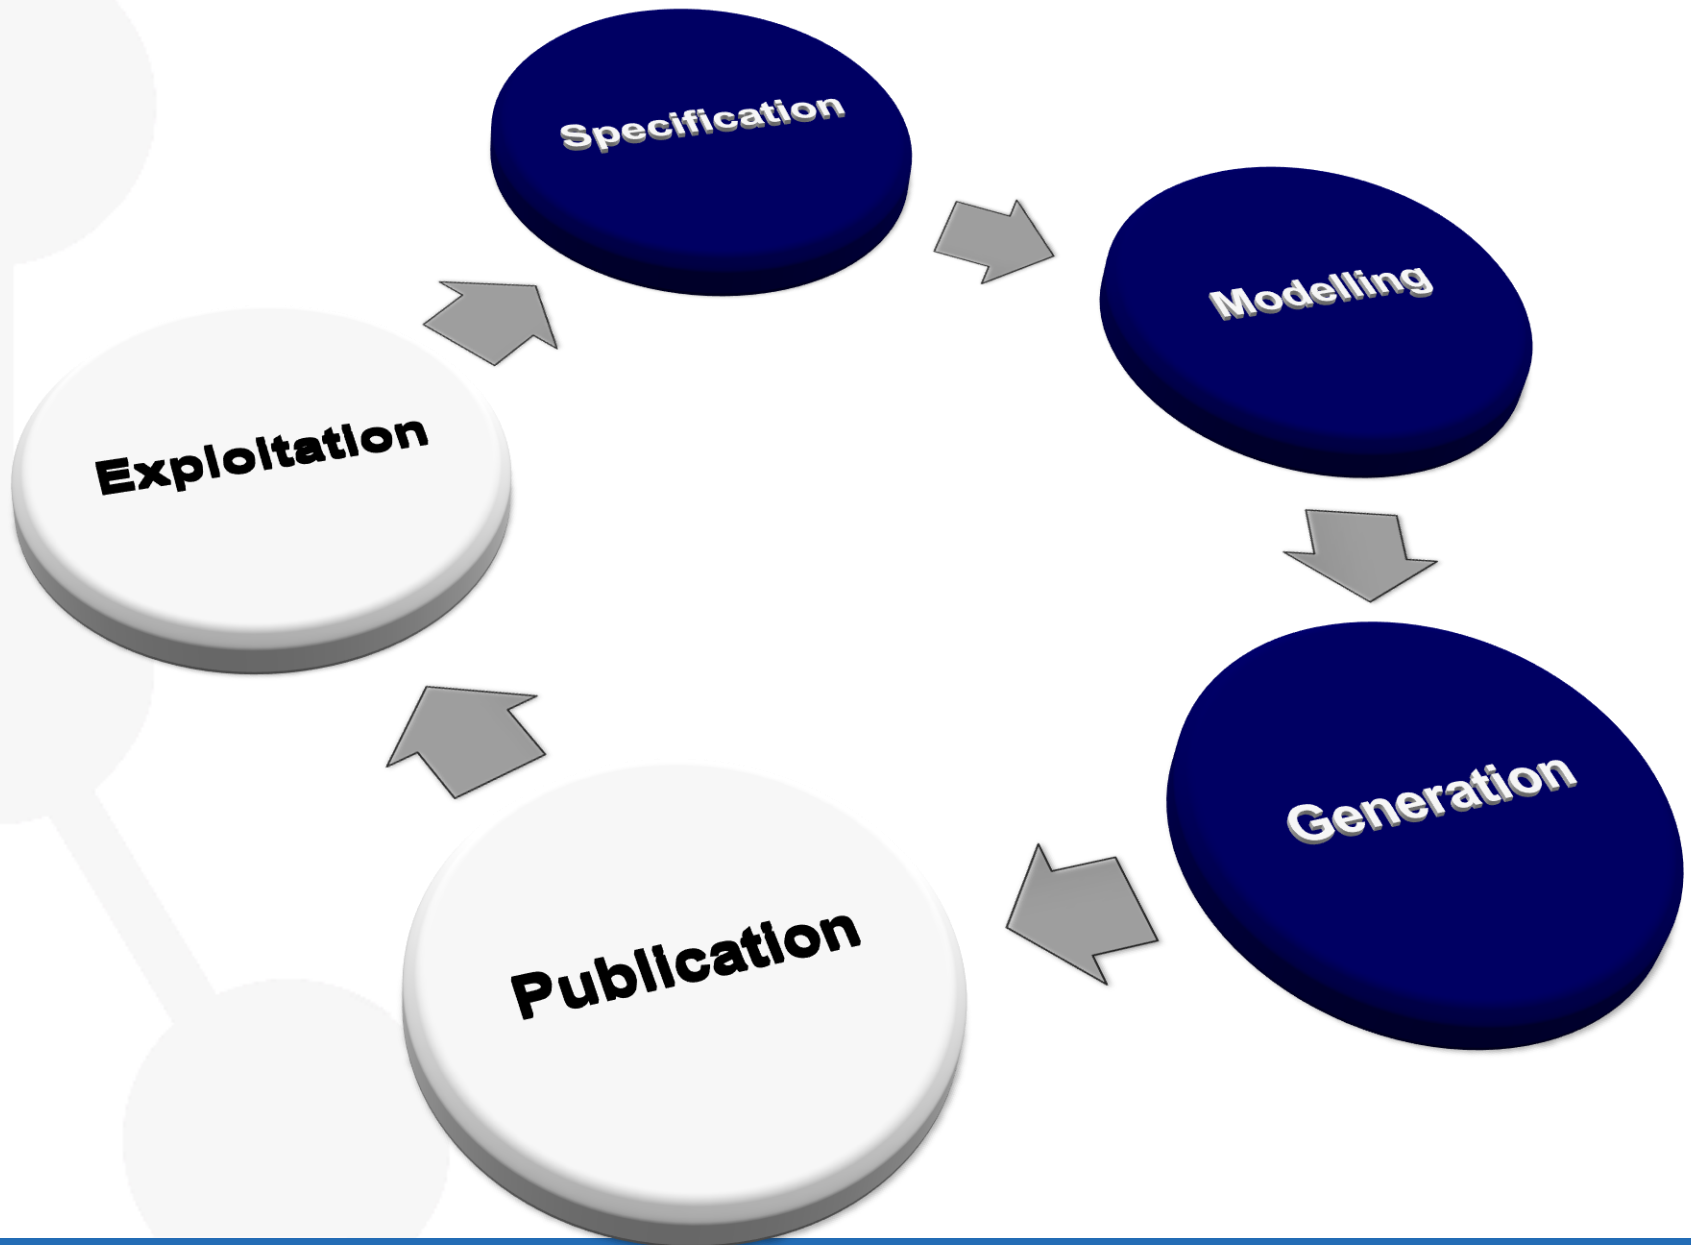 Specification
Modelling
Generation
Publication
Exploitation